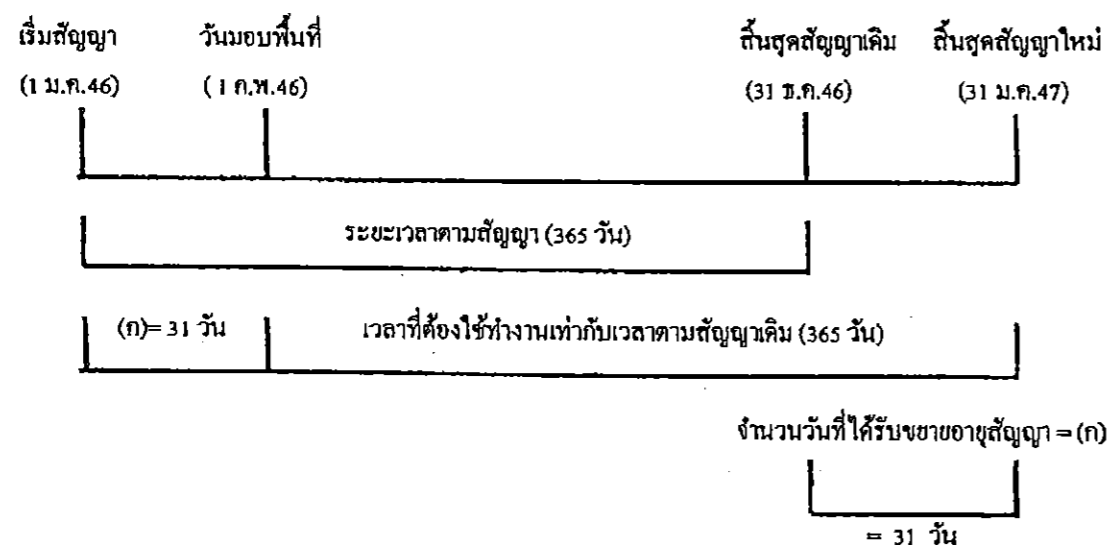 เริ่มสัญญา วันมอบพื้นที่ สิ้นสุดสัญญาเดิม สิ้นสุดสัญญาใหม่
(1 ม.ค.46) ( 1 ก.พ.46) (31 ธ.ค.46) (31 ม.ค.47)
ระยะเวลาตามสัญญา (365 วัน)
(ก)= 31 วัน เวลาที่ต้องใช้ทำงานเท่ากับเวลาตามสัญญาเดิม (365 วัน)
จำนวนวันที่ได้รับขยายอายุสัญญา = (ก)
= 31 วัน